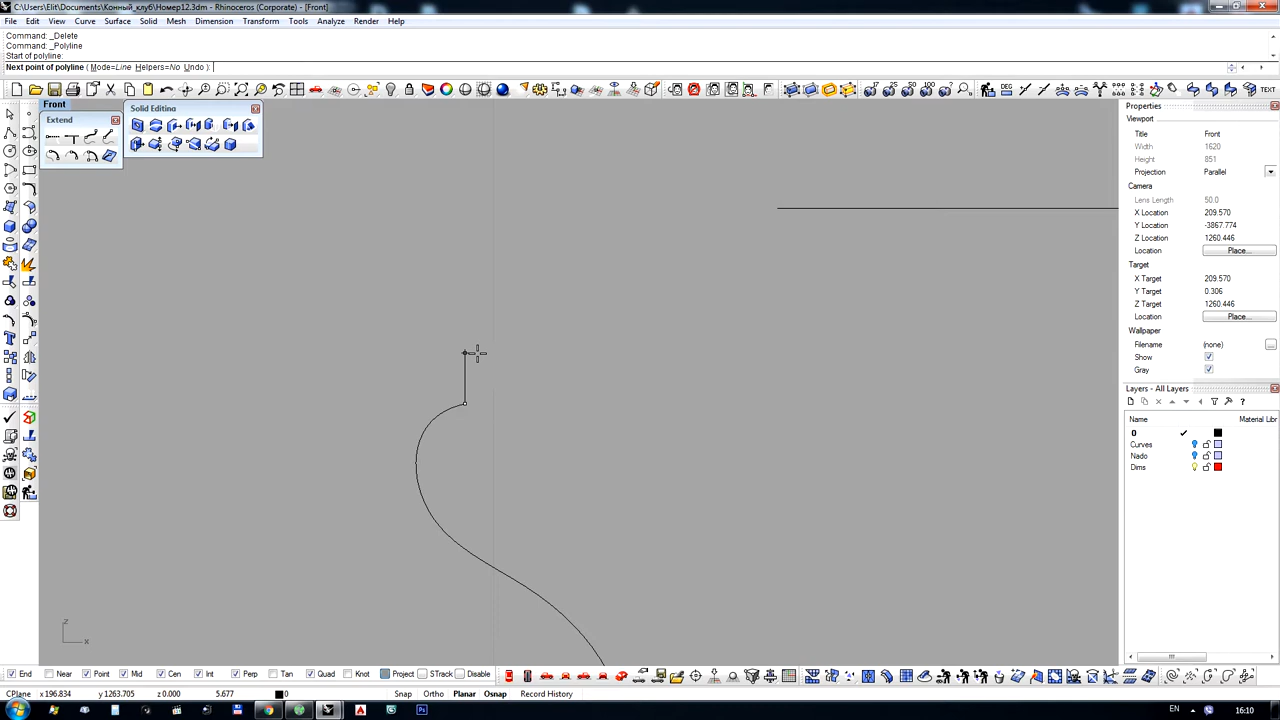 C:\Users\Elit\Documents\Конный_клуб\Номер12.3dm - Rhinoceros (Corporate) - [Front]
File Edit View Curve Surface Solid Mesh Dimension Transform Tools Analyze Render Help
Command: _Delete
Command: _Polyline
Start of polyline:
Next point of polyline ( Mode=Line Helpers=No Undo ):
TEXT
Front
Extend
Solid Editing
Properties
Viewport
Title Front
Width 1620
Height 851
Projection Parallel
Camera
Lens Length 50.0
X Location 209.570
Y Location -3867.774
Z Location 1260.446
Location Place...
Target
X Target 209.570
Y Target 0.306
Z Target 1260.446
Location Place...
Wallpaper
Filename (none) ...
Show
Gray
Layers - All Layers
Name Material Libr
0
Curves
Nado
Dims
z
x
End Near Point Mid Cen Int Perp Tan Quad Knot Project STrack Disable
CPlane x196.834 y 1263.705 z 0.000 5.677 0 Snap Ortho Planar Osnap Record History
EN 16:10